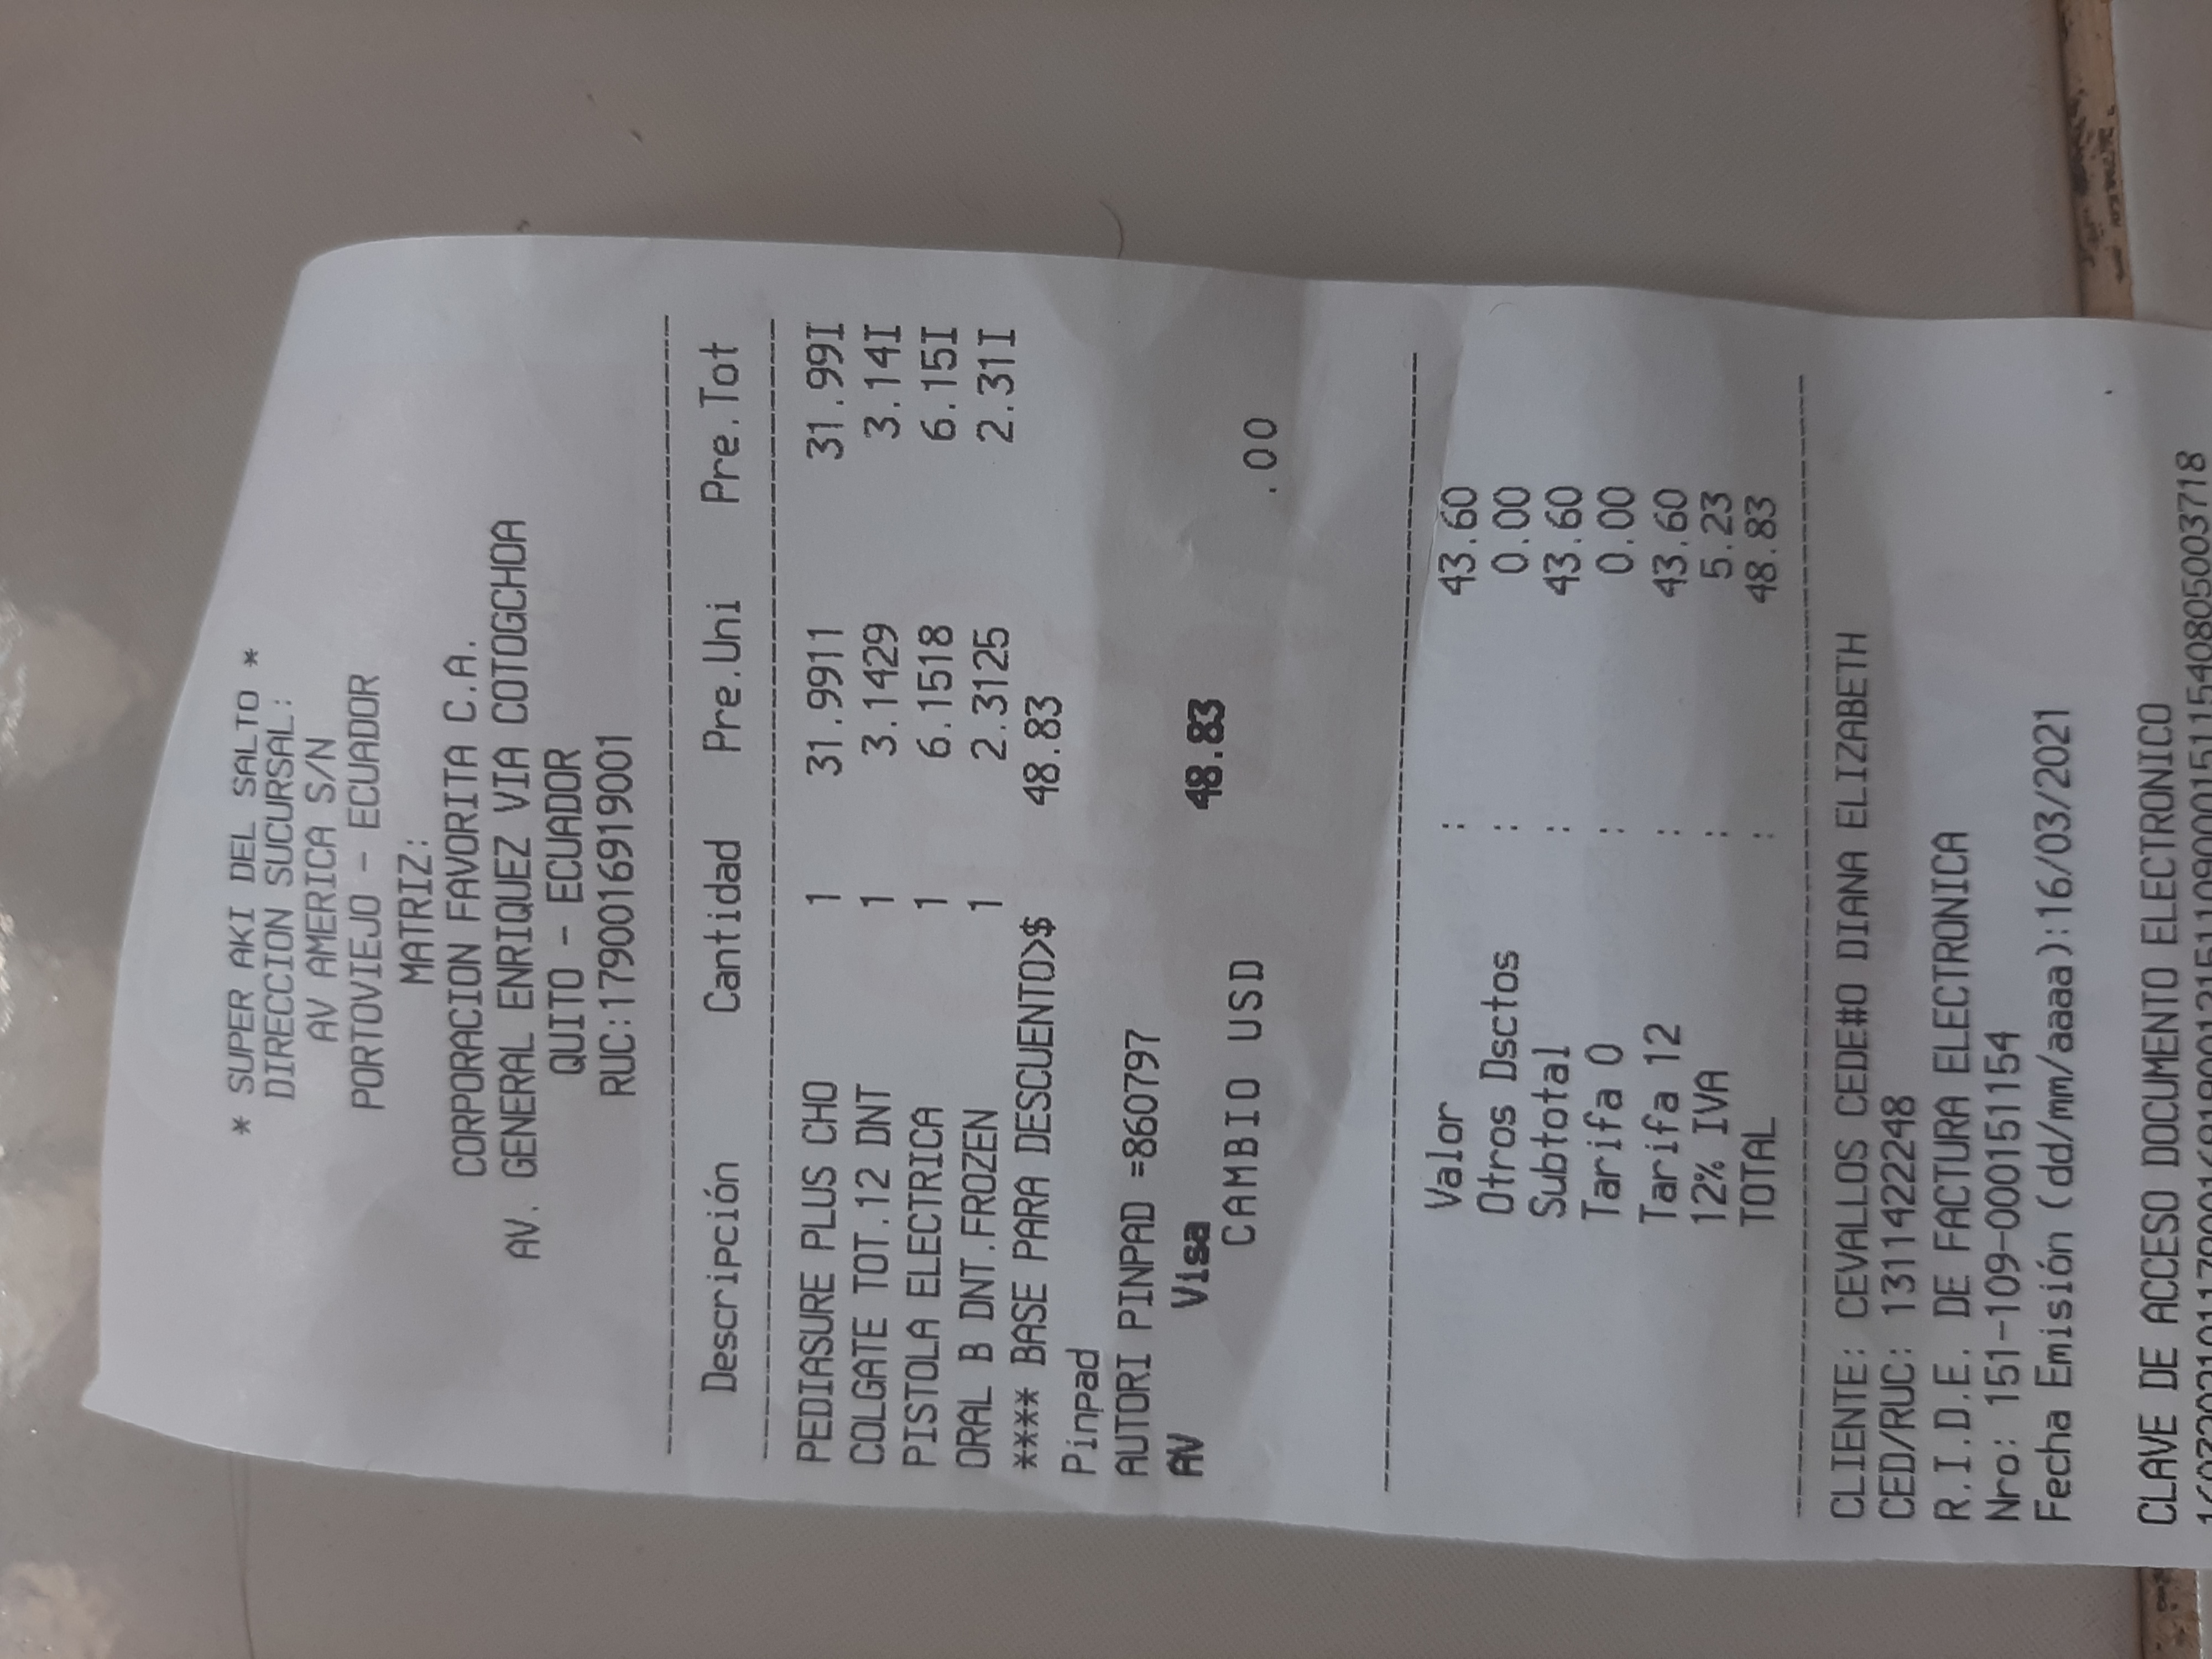 * SUPER AKI DEL SALTO *
DIRECCION SUCURSAL:
AV AMERICA S/N
PORTOVIEJO - ECUADOR
MATRIZ:
CORPORACION FAVORITA C.A.
AV. GENERAL ENRIQUEZ VIA COTOGCHOA
QUITO - ECUADOR
RUC:1790016919001
Descripción Cantidad Pre.Uni Pre.Tot
PEDIASURE PLUS CHO 1 31.9911 31.99I
COLGATE TOT.12 DNT 1 3.1429 3.14I
PISTOLA ELECTRICA 1 6.1518 6.15I
ORAL B DNT.FROZEN 1 2.3125 2.31I
**** BASE PARA DESCUENTO>$ 48.83
Pinpad
AUTORI PINPAD =860797
AV Visa 48.83
CAMBIO USD .00
Valor : 43.60
Otros Dsctos : 0.00
Subtotal : 43.60
Tarifa 0 : 0.00
Tarifa 12 : 43.60
12% IVA : 5.23
TOTAL : 48.83
CLIENTE: CEVALLOS CEDE#O DIANA ELIZABETH
CED/RUC: 1311422248
R.I.D.E. DE FACTURA ELECTRONICA
Nro: 151-109-000151154
Fecha Emisión (dd/mm/aaaa):16/03/2021
CLAVE DE ACCESO DOCUMENTO ELECTRONICO